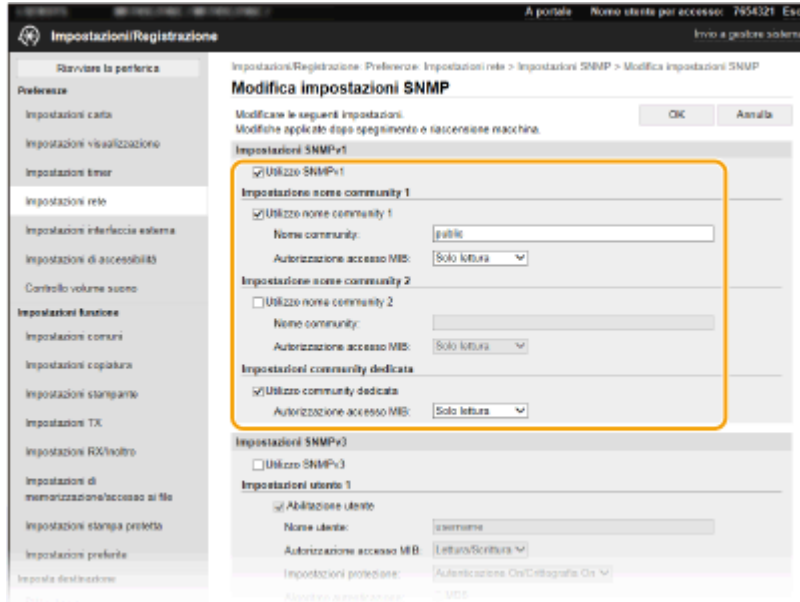 A portale Nome utente per accesso: 7654321
Impostazioni/Registrazione
Invio a gestore sistema
Riavviare la periferica
Impostazioni/Registrazione: Preferenze: Impostazioni rete > Impostazioni SNMP > Modifica impostazioni SNMP
Preferenze
Modifica impostazioni SNMP
Impostazioni carta
Modificare le seguenti impostazioni.
OK
Annulla
Modifiche applicate dopo spegnimento e riaccensione macchina.
Impostazioni visualizzazione
Impostazioni SNMPv1
Impostazioni timer
Utilizzo SNMPv1
Impostazione nome community 1
Impostazioni rete
Utilizzo nome community 1
Impostazioni interfaccia esterna
Nome community:
public
Impostazioni di accessibilità
Autorizzazione accesso MIB:
Solo lettura
Controllo volume suono
Impostazione nome community 2
Utilizzo nome community 2
Impostazioni funzione
Nome community:
Impostazioni comuni
Autorizzazione accesso MIB:
Solo lettura
Impostazioni copiatura
Impostazioni community dedicata
Impostazioni stampante
Utilizzo community dedicata
Autorizzazione accesso MIB:
Solo lettura
Impostazioni TX
Impostazioni SNMPv3
Impostazioni RX/Inoltro
Utilizzo SNMPv3
Impostazioni di
memorizzazione/accesso ai file
Impostazioni utente 1
Abilitazione utente
Impostazioni stampa protetta
Nome utente:
username
Impostazioni preferite
Autorizzazione accesso MIB:
Lettura/Scrittura
Imposta destinazione
Impostazioni protezione:
Autenticazione On/Crittografia On